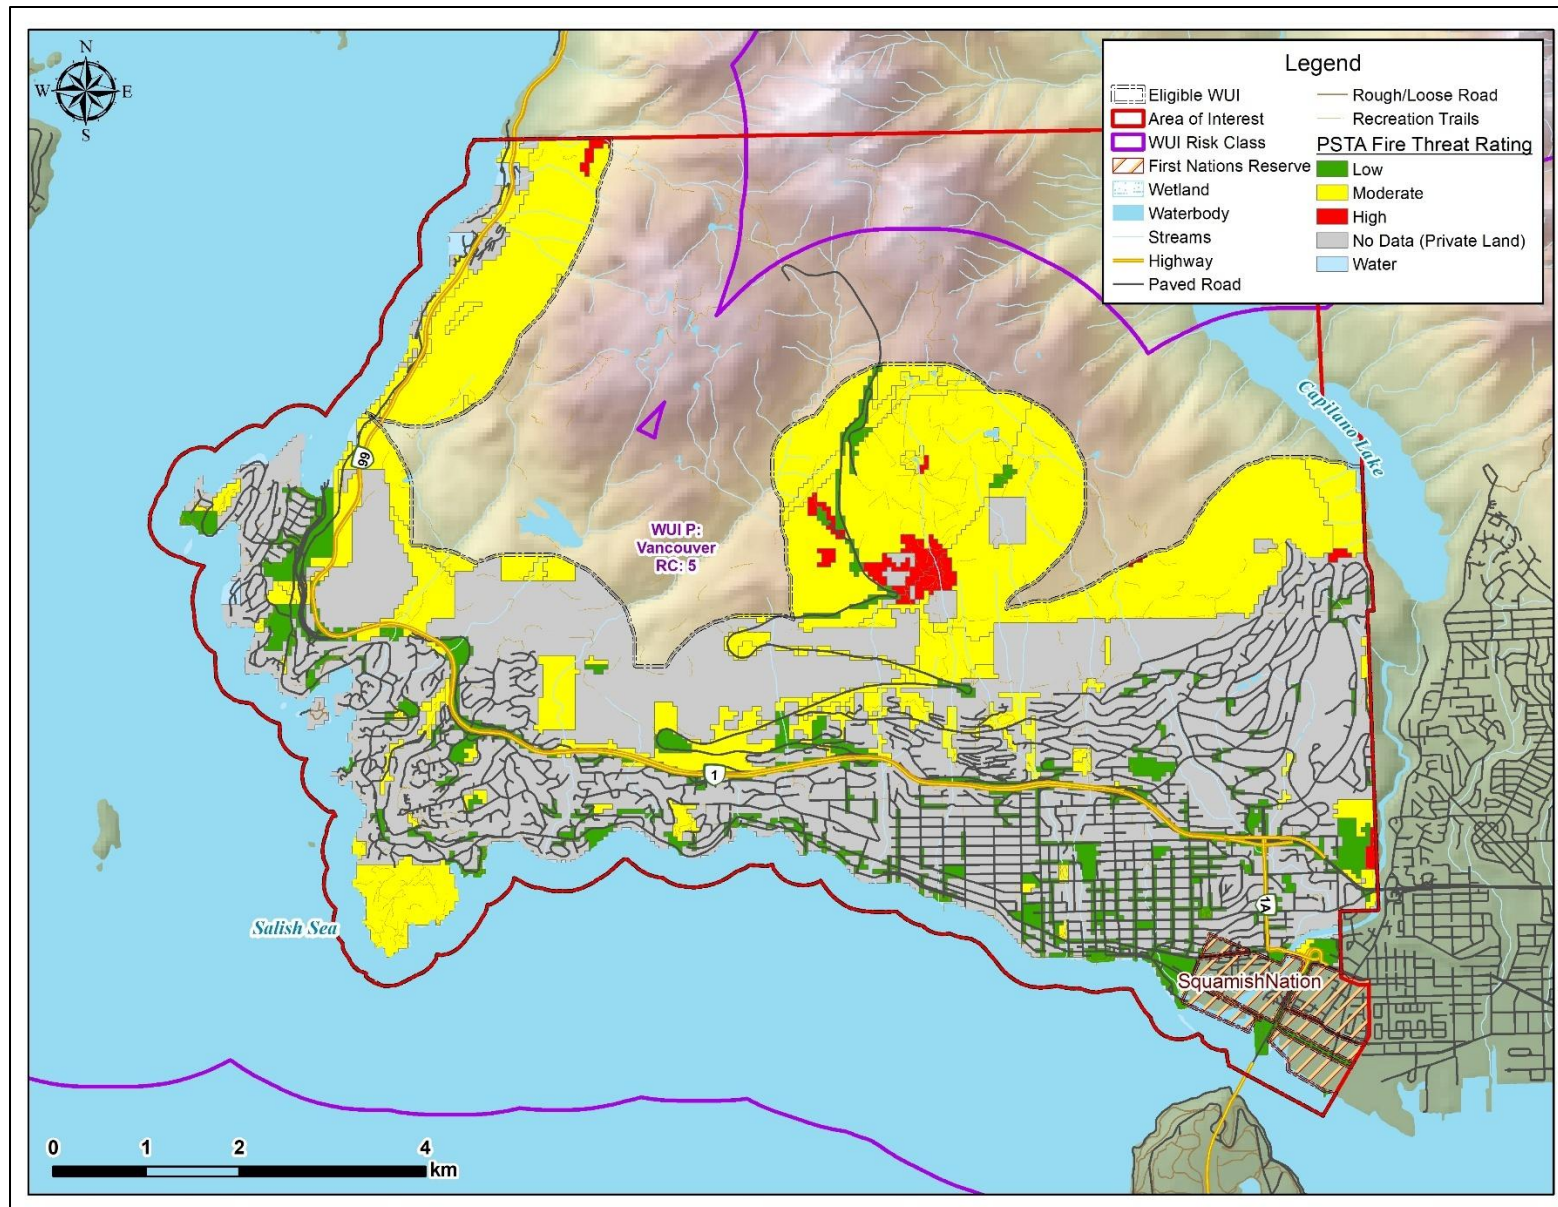 N
W
E
S
Legend
Eligible WUI
Area of Interest
WUI Risk Class
First Nations Reserve
Wetland
Waterbody
Streams
Highway
Paved Road
Rough/Loose Road
Recreation Trails
PSTA Fire Threat Rating
Low
Moderate
High
No Data (Private Land)
Water
Capilano Lake
99
WUI P:
Vancouver
RC: 5
1
1A
Salish Sea
SquamishNation
0 1 2 4
km